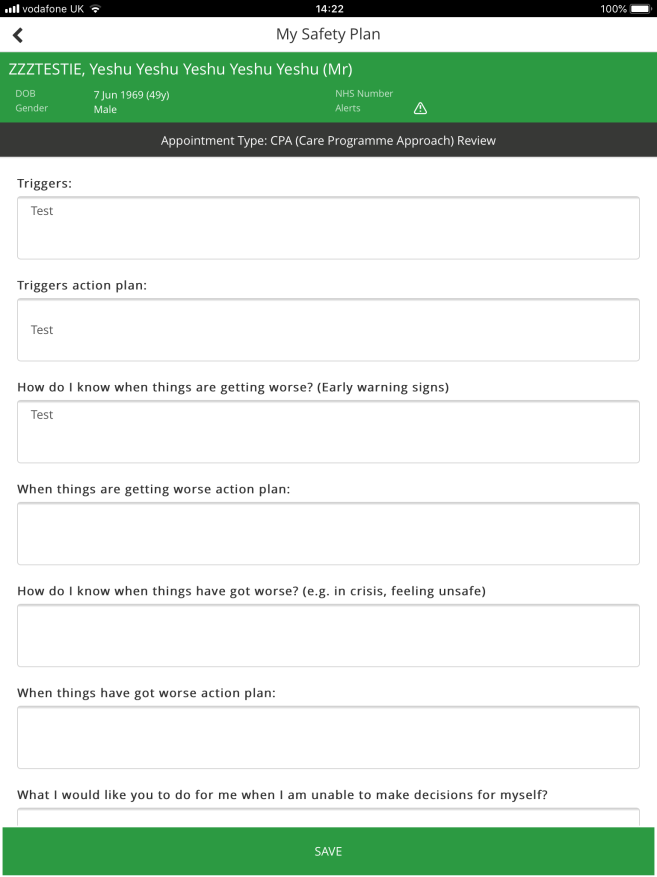 vodafone UK 14:22 100%
My Safety Plan
ZZZTESTIE, Yeshu Yeshu Yeshu Yeshu Yeshu (Mr)
DOB 7 Jun 1969 (49y) NHS Number
Gender Male Alerts
Appointment Type: CPA (Care Programme Approach) Review
Triggers:
Test
Triggers action plan:
Test
How do I know when things are getting worse? (Early warning signs)
Test
When things are getting worse action plan:
How do I know when things have got worse? (e.g. in crisis, feeling unsafe)
When things have got worse action plan:
What I would like you to do for me when I am unable to make decisions for myself?
SAVE